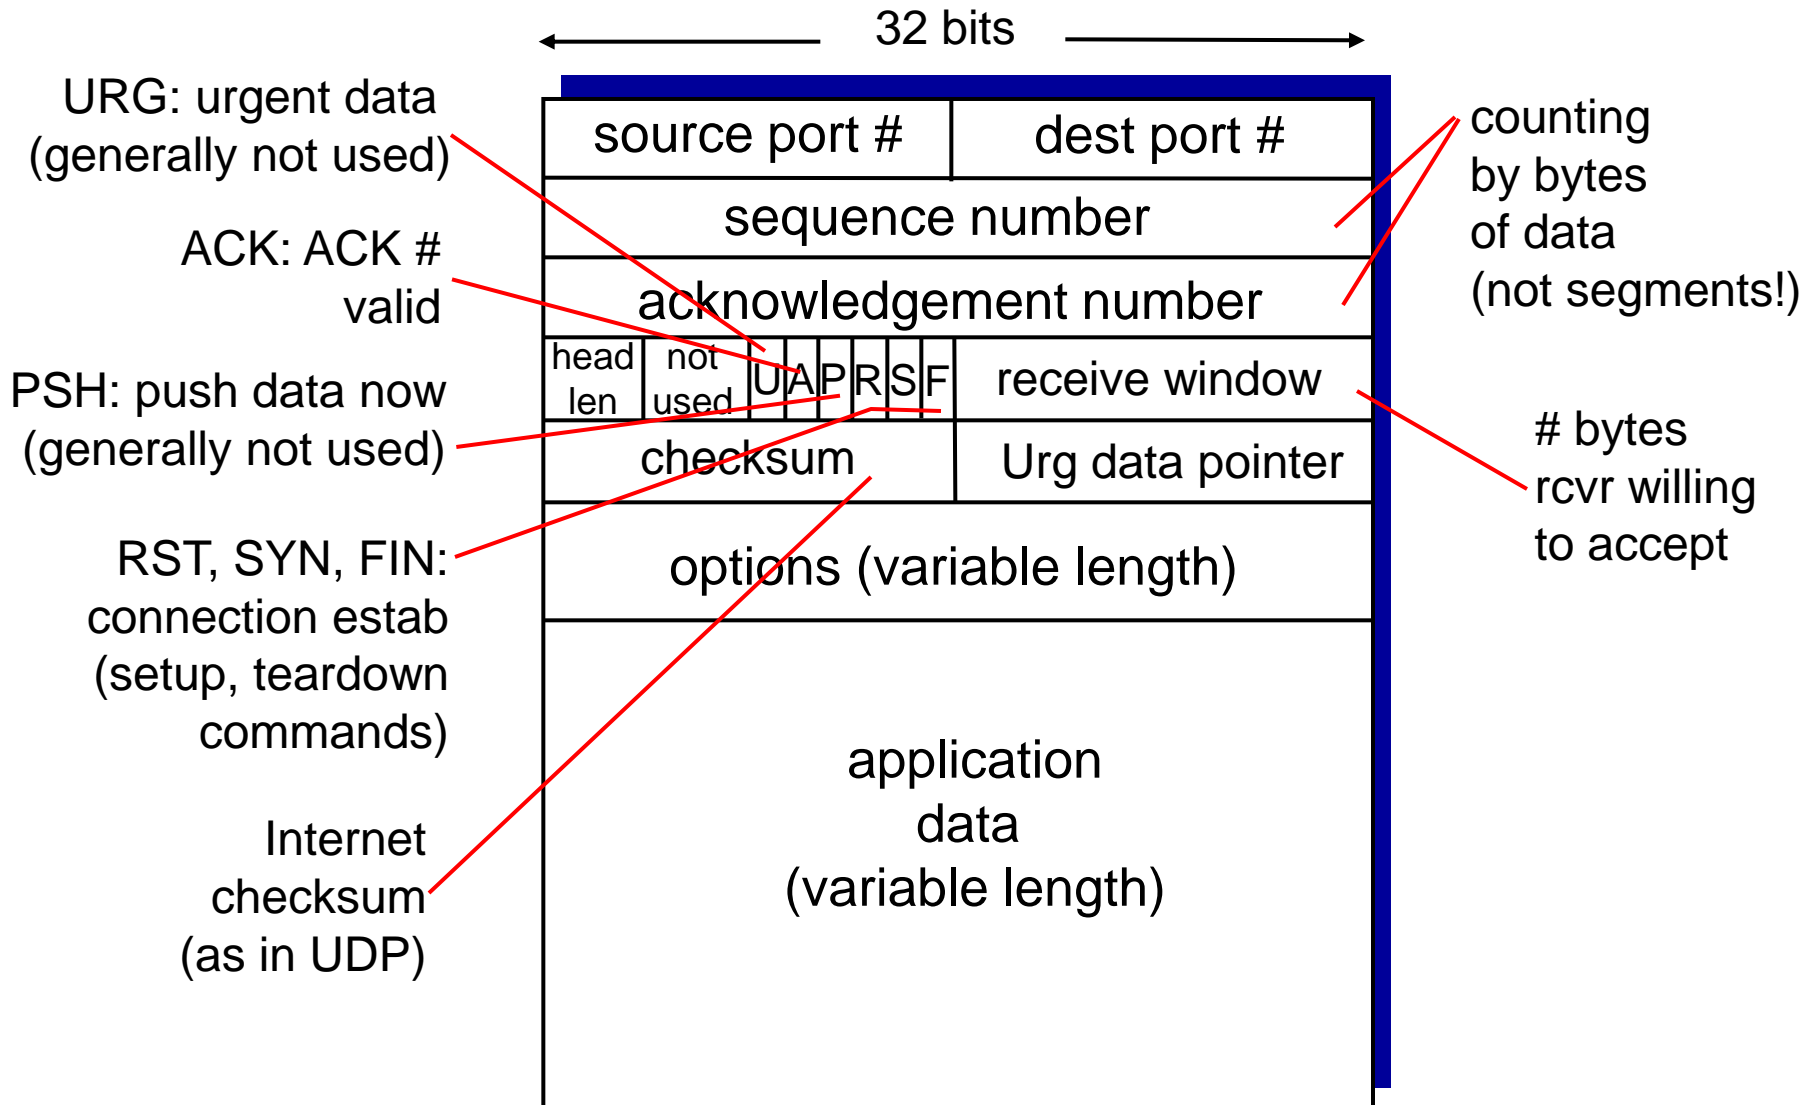 32 bits
URG: urgent data
(generally not used)
ACK: ACK #
valid
PSH: push data now
(generally not used)
RST, SYN, FIN:
connection estab
(setup, teardown
commands)
Internet
checksum
(as in UDP)
source port #
dest port #
sequence number
acknowledgement number
head
len
not
used
U
A
P
R
S
F
receive window
checksum
Urg data pointer
options (variable length)
application
data
(variable length)
counting
by bytes
of data
(not segments!)
# bytes
rcvr willing
to accept